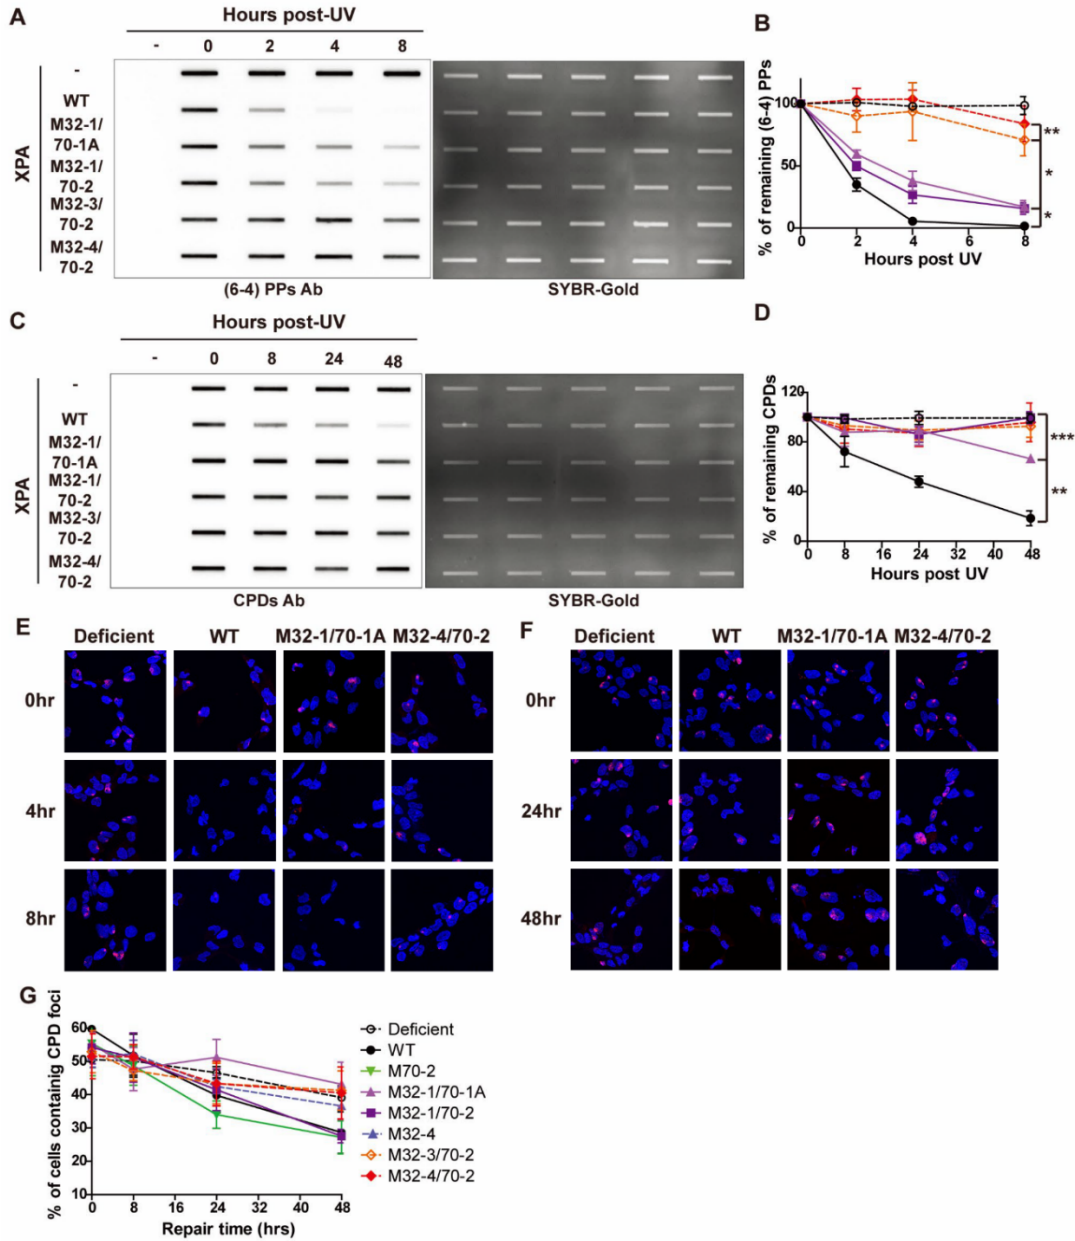 A
Hours post-UV
- 0 2 4 8
XPA
-
WT
M32-1/
70-1A
M32-1/
70-2
M32-3/
70-2
M32-4/
70-2
(6-4) PPs Ab
SYBR-Gold
B
% of remaining (6-4) PPs
100
50
0
0 2 4 6 8
Hours post UV
**
*
*
C
Hours post-UV
- 0 8 24 48
XPA
-
WT
M32-1/
70-1A
M32-1/
70-2
M32-3/
70-2
M32-4/
70-2
CPDs Ab
SYBR-Gold
D
% of remaining CPDs
120
80
40
0
0 8 16 24 32 40 48
Hours post UV
***
**
E
Deficient WT M32-1/70-1A M32-4/70-2
0hr
4hr
8hr
F
Deficient WT M32-1/70-1A M32-4/70-2
0hr
24hr
48hr
G
% of cells containing CPD foci
60
50
40
30
20
10
0 8 16 24 32 40 48
Repair time (hrs)
Deficient
WT
M70-2
M32-1/70-1A
M32-1/70-2
M32-4
M32-3/70-2
M32-4/70-2